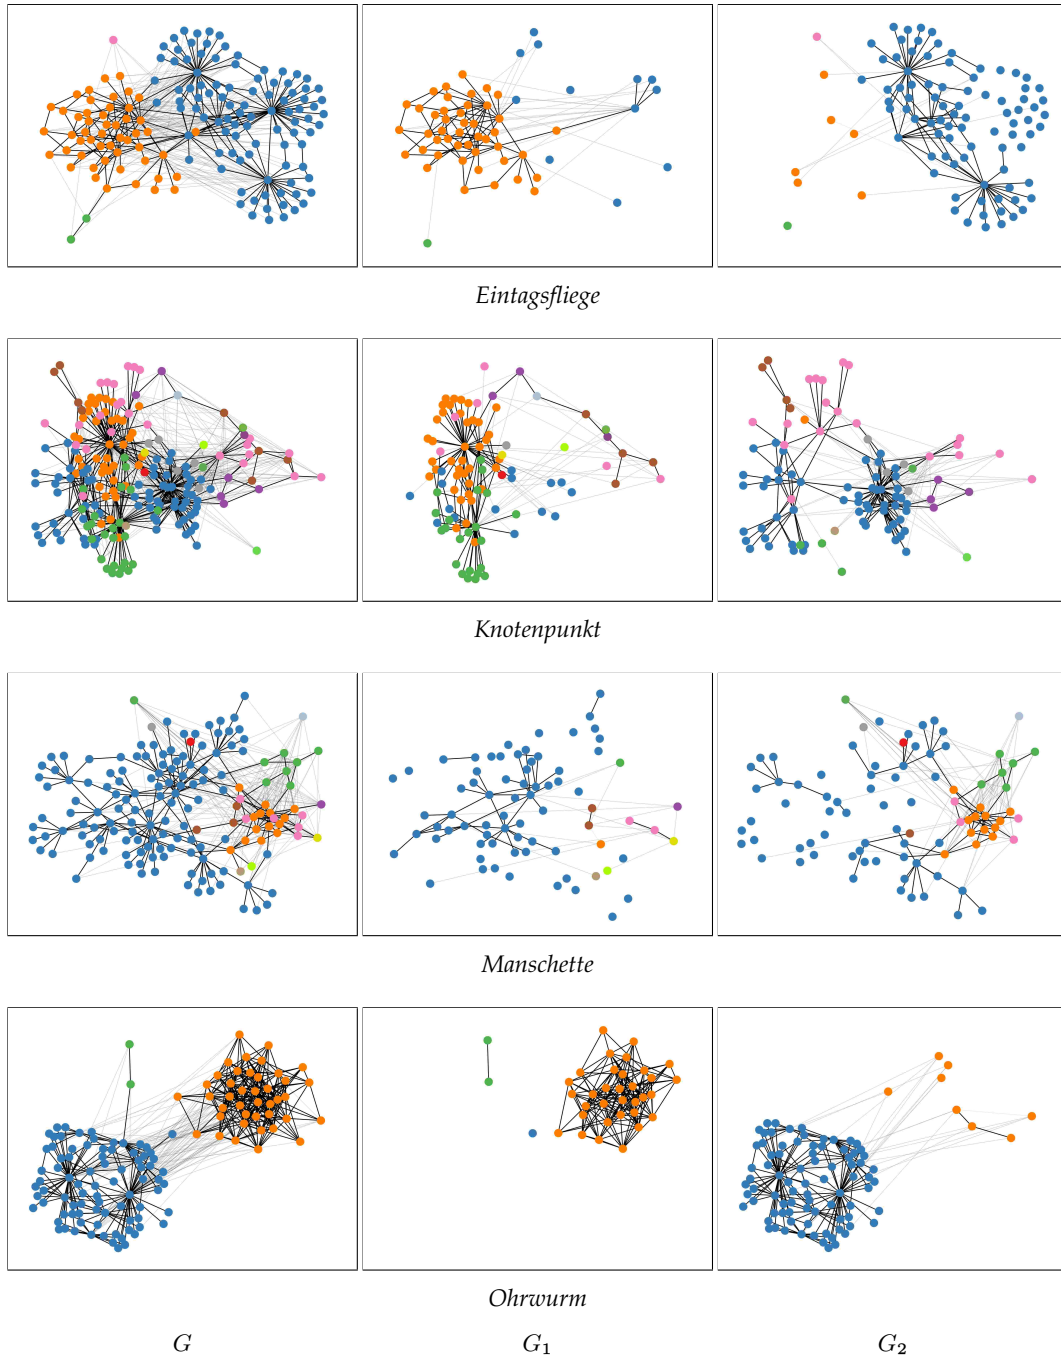 Eintagsfliege
Knotenpunkt
Manschette
Ohrwurm
G G₁ G₂